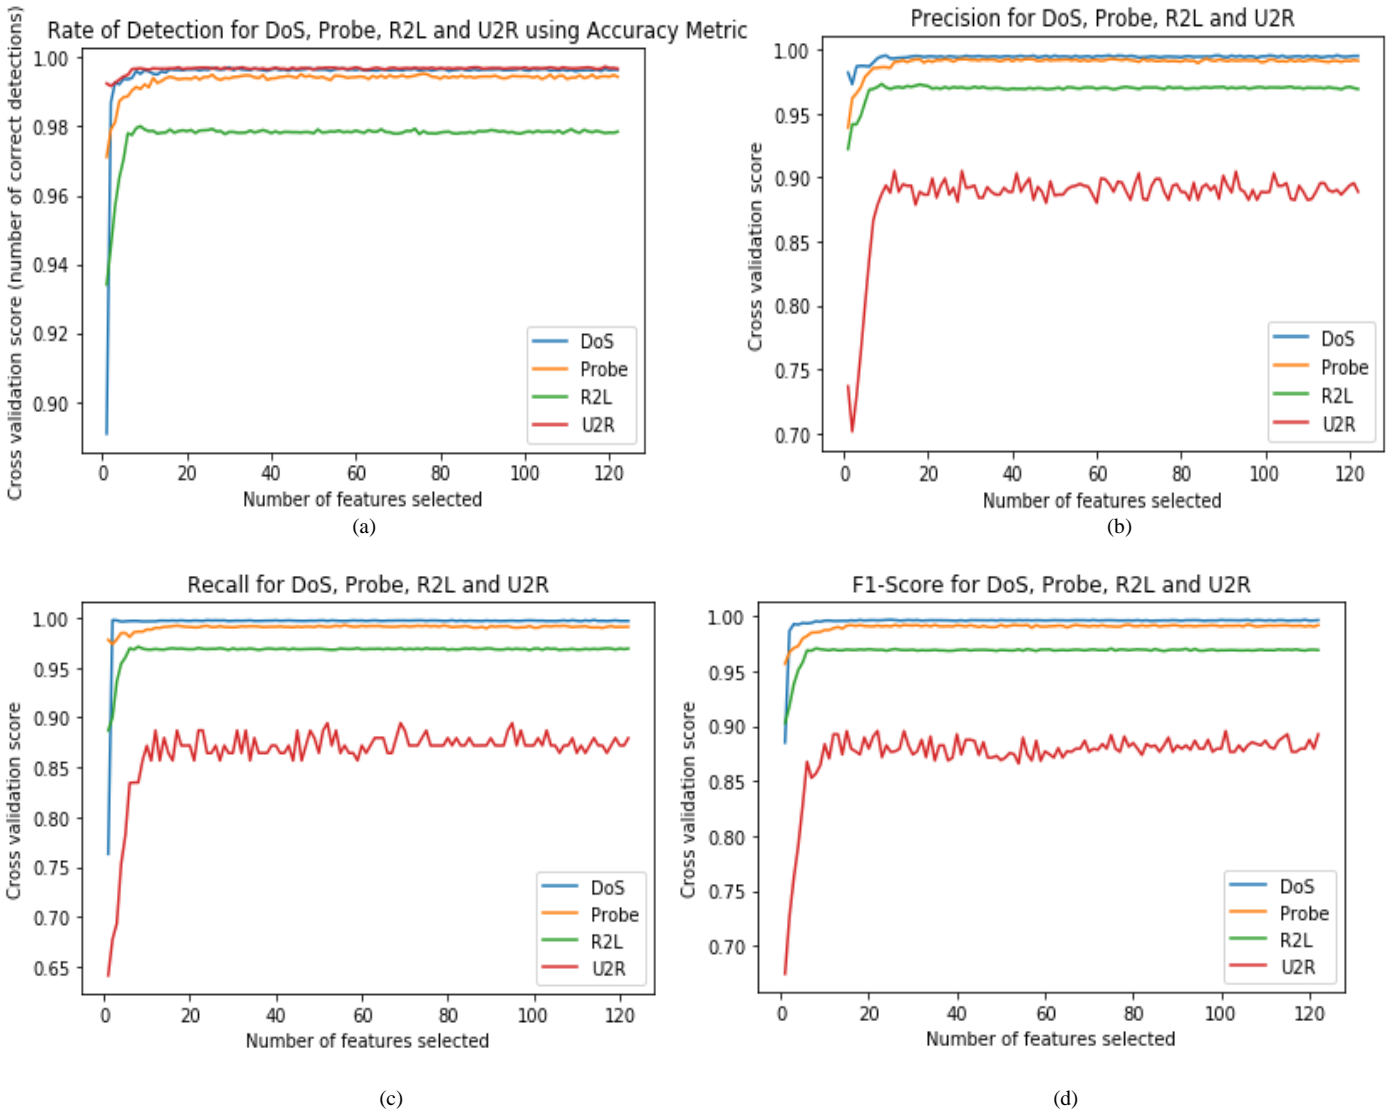 Rate of Detection for DoS, Probe, R2L and U2R using Accuracy Metric
Cross validation score (number of correct detections)
1.00
0.98
0.96
0.94
0.92
0.90
DoS
Probe
R2L
U2R
0 20 40 60 80 100 120
Number of features selected
(a)
Precision for DoS, Probe, R2L and U2R
Cross validation score
1.00
0.95
0.90
0.85
0.80
0.75
0.70
DoS
Probe
R2L
U2R
0 20 40 60 80 100 120
Number of features selected
(b)
Recall for DoS, Probe, R2L and U2R
Cross validation score
1.00
0.95
0.90
0.85
0.80
0.75
0.70
0.65
DoS
Probe
R2L
U2R
0 20 40 60 80 100 120
Number of features selected
(c)
F1-Score for DoS, Probe, R2L and U2R
Cross validation score
1.00
0.95
0.90
0.85
0.80
0.75
0.70
DoS
Probe
R2L
U2R
0 20 40 60 80 100 120
Number of features selected
(d)